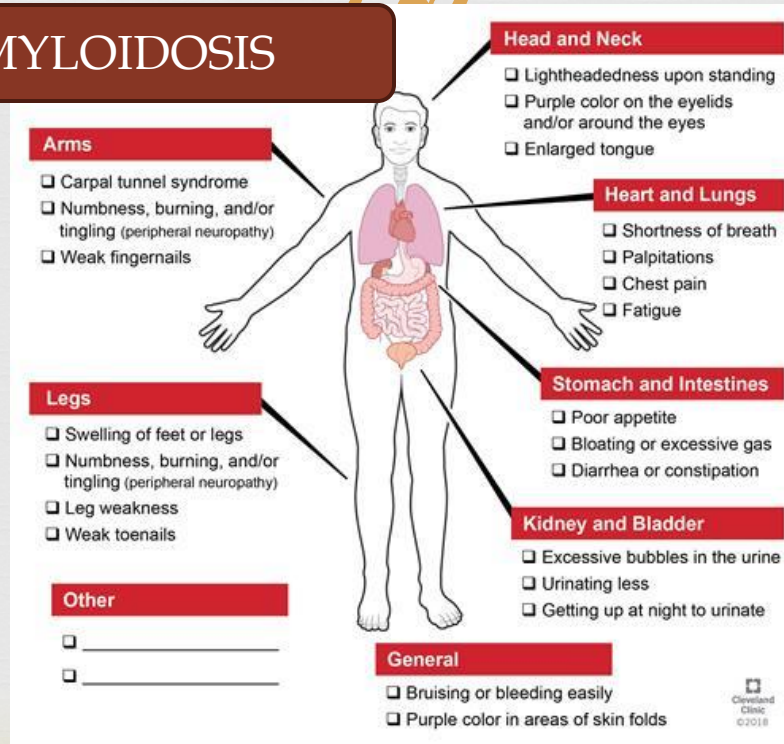 MYLOIDOSIS
Head and Neck
❑ Lightheadedness upon standing
❑ Purple color on the eyelids
and/or around the eyes
❑ Enlarged tongue
Arms
❑ Carpal tunnel syndrome
❑ Numbness, burning, and/or
tingling (peripheral neuropathy)
❑ Weak fingernails
Heart and Lungs
❑ Shortness of breath
❑ Palpitations
❑ Chest pain
❑ Fatigue
Stomach and Intestines
❑ Poor appetite
❑ Bloating or excessive gas
❑ Diarrhea or constipation
Legs
❑ Swelling of feet or legs
❑ Numbness, burning, and/or
tingling (peripheral neuropathy)
❑ Leg weakness
❑ Weak toenails
Kidney and Bladder
❑ Excessive bubbles in the urine
❑ Urinating less
❑ Getting up at night to urinate
Other
❑ ____________________
❑ ____________________
General
❑ Bruising or bleeding easily
❑ Purple color in areas of skin folds
Cleveland
Clinic
©2018